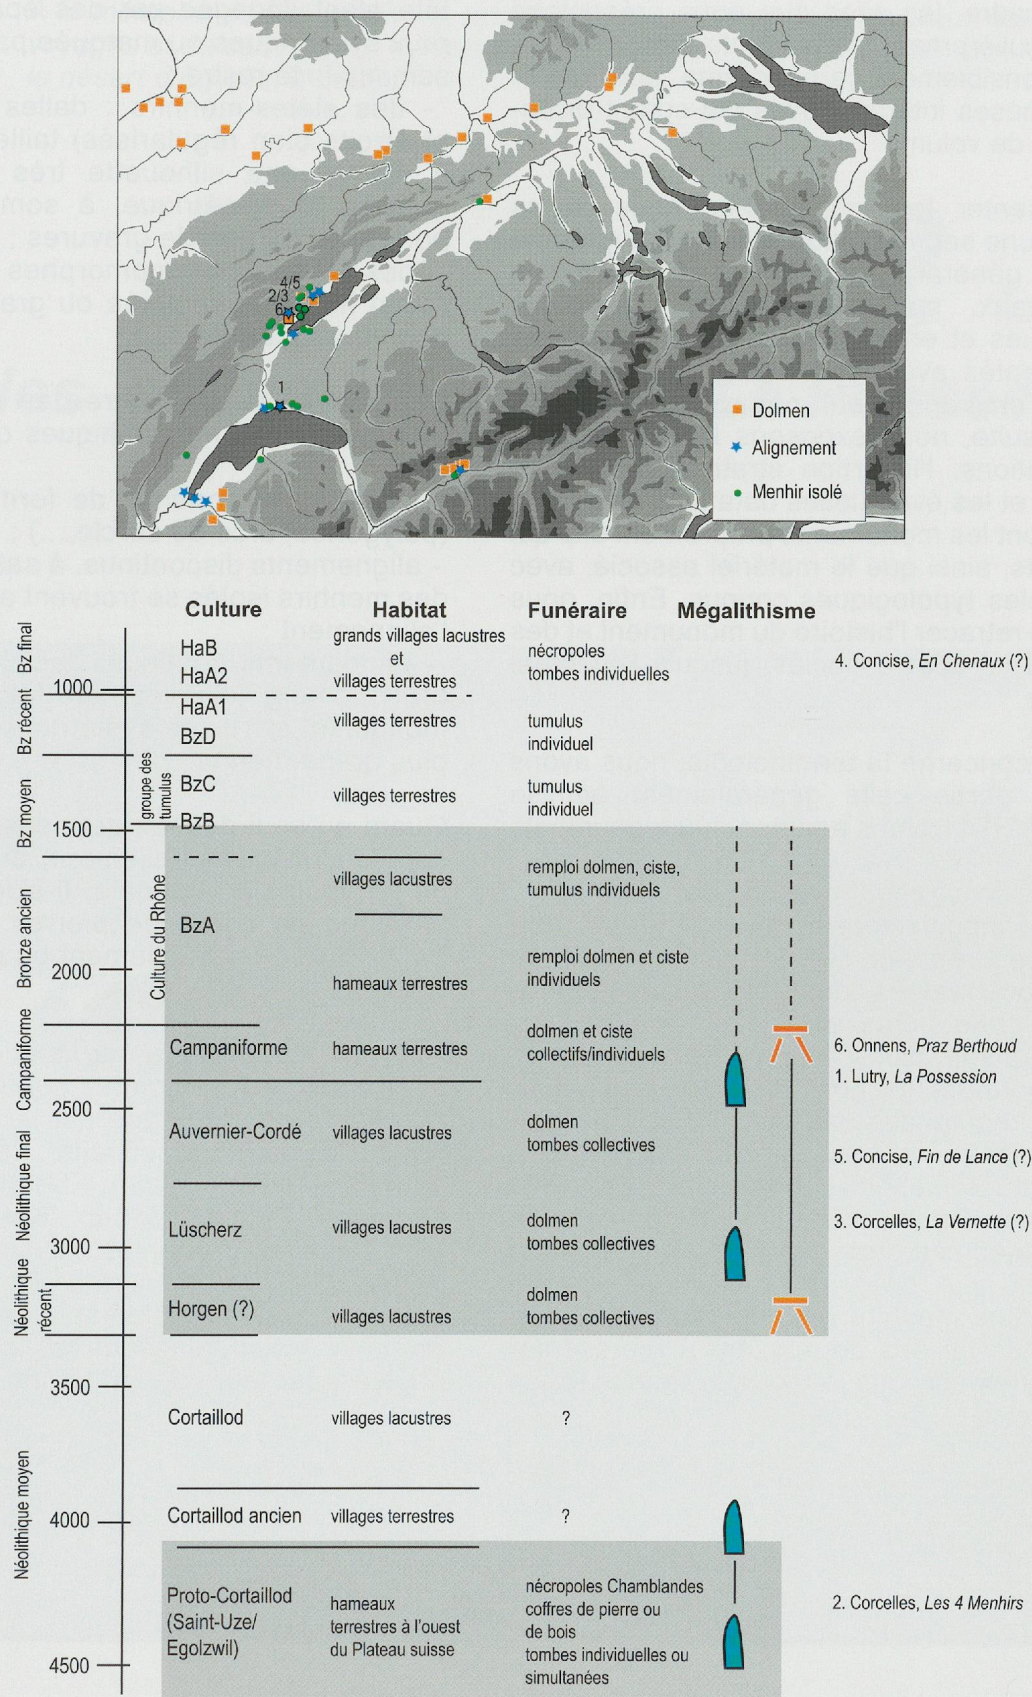 4/5
2/3
6
1
Dolmen
Alignement
Menhir isolé
Culture
Habitat
Funéraire
Mégalithisme
Bz final
HaB
HaA2
grands villages lacustres
et
villages terrestres
nécropoles
tombes individuelles
4. Concise, En Chenaux (?)
1000
Bz récent
HaA1
BzD
villages terrestres
tumulus
individuel
Bz moyen
groupe des
tumulus
BzC
BzB
villages terrestres
tumulus
individuel
1500
Bronze ancien
Culture du Rhône
BzA
villages lacustres
remploi dolmen, ciste,
tumulus individuels
2000
hameaux terrestres
remploi dolmen et ciste
individuels
Campaniforme
Campaniforme
hameaux terrestres
dolmen et ciste
collectifs/individuels
6. Onnens, Praz Berthoud
1. Lutry, La Possession
2500
Néolithique final
Auvernier-Cordé
villages lacustres
dolmen
tombes collectives
5. Concise, Fin de Lance (?)
Lüscherz
villages lacustres
dolmen
tombes collectives
3. Corcelles, La Vernette (?)
3000
Néolithique
récent
Horgen (?)
villages lacustres
dolmen
tombes collectives
3500
Néolithique moyen
Cortaillod
villages lacustres
?
4000
Cortaillod ancien
villages terrestres
?
Proto-Cortaillod
(Saint-Uze/
Egolzwil)
hameaux
terrestres à l'ouest
du Plateau suisse
nécropoles Chamblandes
coffres de pierre ou
de bois
tombes individuelles ou
simultanées
2. Corcelles, Les 4 Menhirs
4500